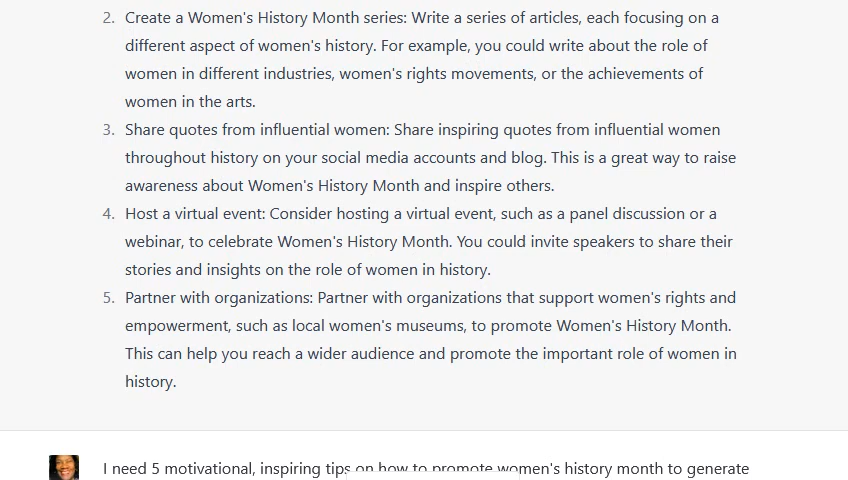 2. Create a Women's History Month series: Write a series of articles, each focusing on a
different aspect of women's history. For example, you could write about the role of
women in different industries, women's rights movements, or the achievements of
women in the arts.
3. Share quotes from influential women: Share inspiring quotes from influential women
throughout history on your social media accounts and blog. This is a great way to raise
awareness about Women's History Month and inspire others.
4. Host a virtual event: Consider hosting a virtual event, such as a panel discussion or a
webinar, to celebrate Women's History Month. You could invite speakers to share their
stories and insights on the role of women in history.
5. Partner with organizations: Partner with organizations that support women's rights and
empowerment, such as local women's museums, to promote Women's History Month.
This can help you reach a wider audience and promote the important role of women in
history.
I need 5 motivational, inspiring tips on how to promote women's history month to generate